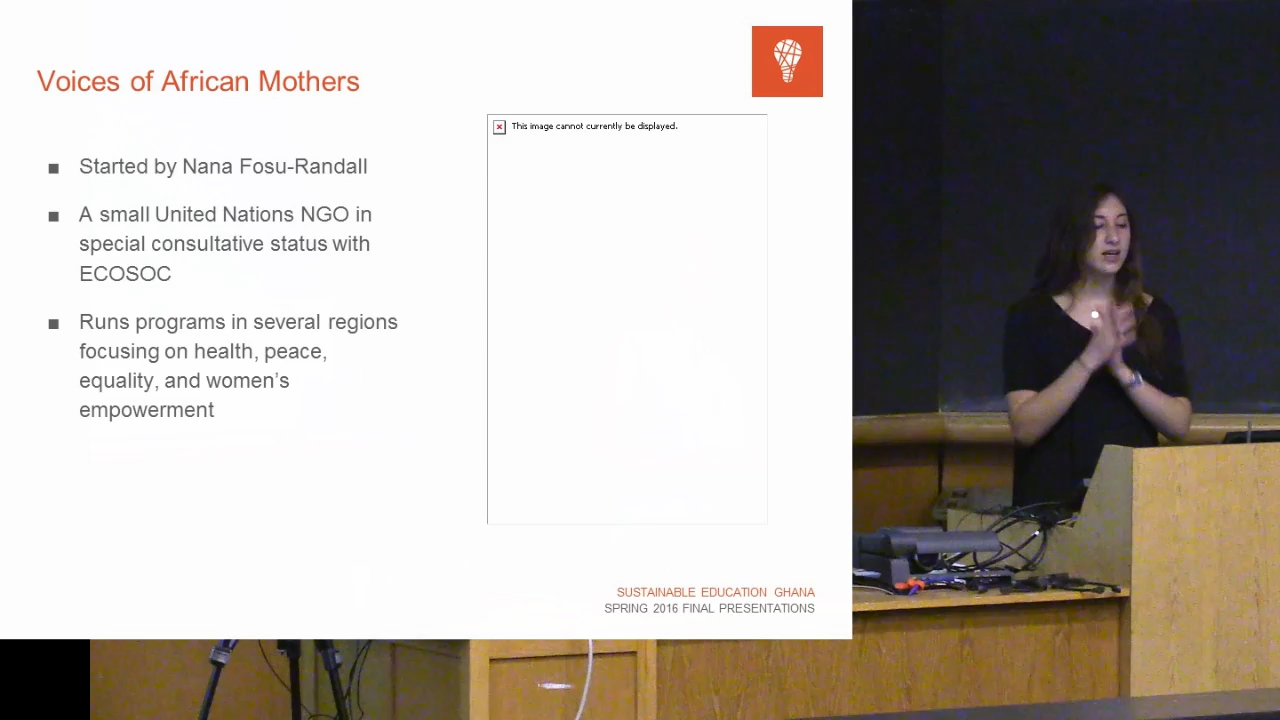 Voices of African Mothers
■ Started by Nana Fosu-Randall
■ A small United Nations NGO in
special consultative status with
ECOSOC
■ Runs programs in several regions
focusing on health, peace,
equality, and women's
empowerment
This image cannot currently be displayed.
SUSTAINABLE EDUCATION GHANA
SPRING 2016 FINAL PRESENTATIONS